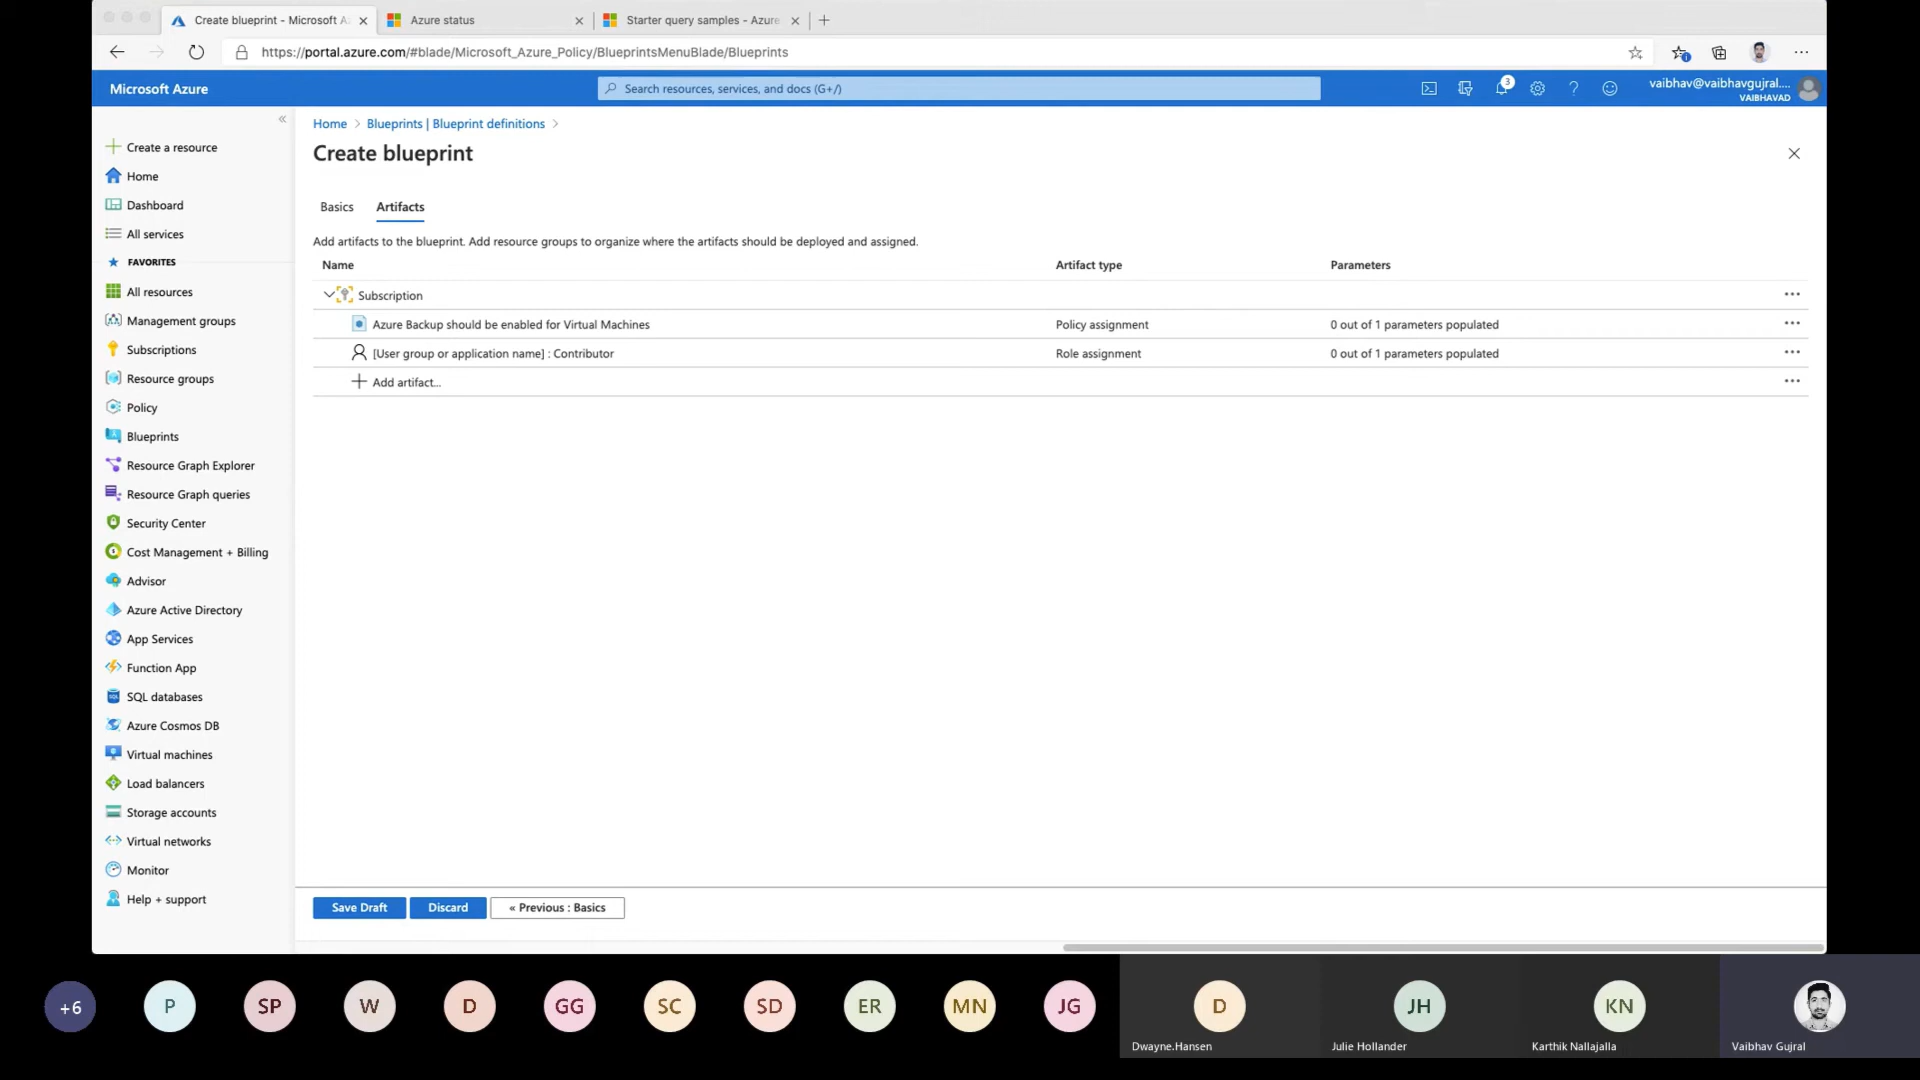 Create blueprint - Microsoft A
Azure status
Starter query samples - Azure
https://portal.azure.com/#blade/Microsoft_Azure_Policy/BlueprintsMenuBlade/Blueprints
Microsoft Azure
Search resources, services, and docs (G+/)
3
vaibhav@vaibhavgujral....
VAIBHAVAD
Create a resource
Home
Dashboard
All services
FAVORITES
All resources
Management groups
Subscriptions
Resource groups
Policy
Blueprints
Resource Graph Explorer
Resource Graph queries
Security Center
Cost Management + Billing
Advisor
Azure Active Directory
App Services
Function App
SQL databases
Azure Cosmos DB
Virtual machines
Load balancers
Storage accounts
Virtual networks
Monitor
Help + support
Home > Blueprints | Blueprint definitions >
Create blueprint
Basics Artifacts
Add artifacts to the blueprint. Add resource groups to organize where the artifacts should be deployed and assigned.
Name Artifact type Parameters
Subscription
Azure Backup should be enabled for Virtual Machines Policy assignment 0 out of 1 parameters populated
[User group or application name] : Contributor Role assignment 0 out of 1 parameters populated
Add artifact...
Save Draft Discard « Previous : Basics
+6 P SP W D GG SC SD ER MN JG D JH KN
Dwayne.Hansen Julie Hollander Karthik Nallajalla Vaibhav Gujral